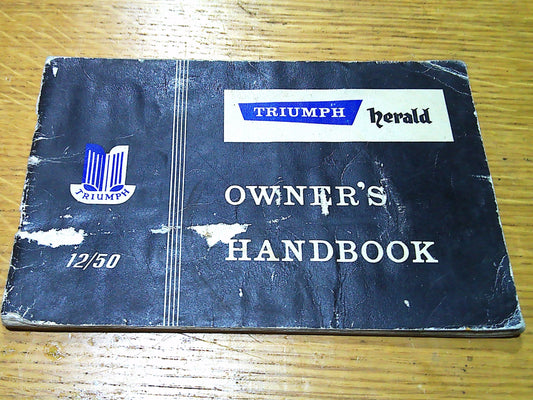 TRIUMPH herald
TRIUMPH
12/50
OWNER'S
HANDBOOK